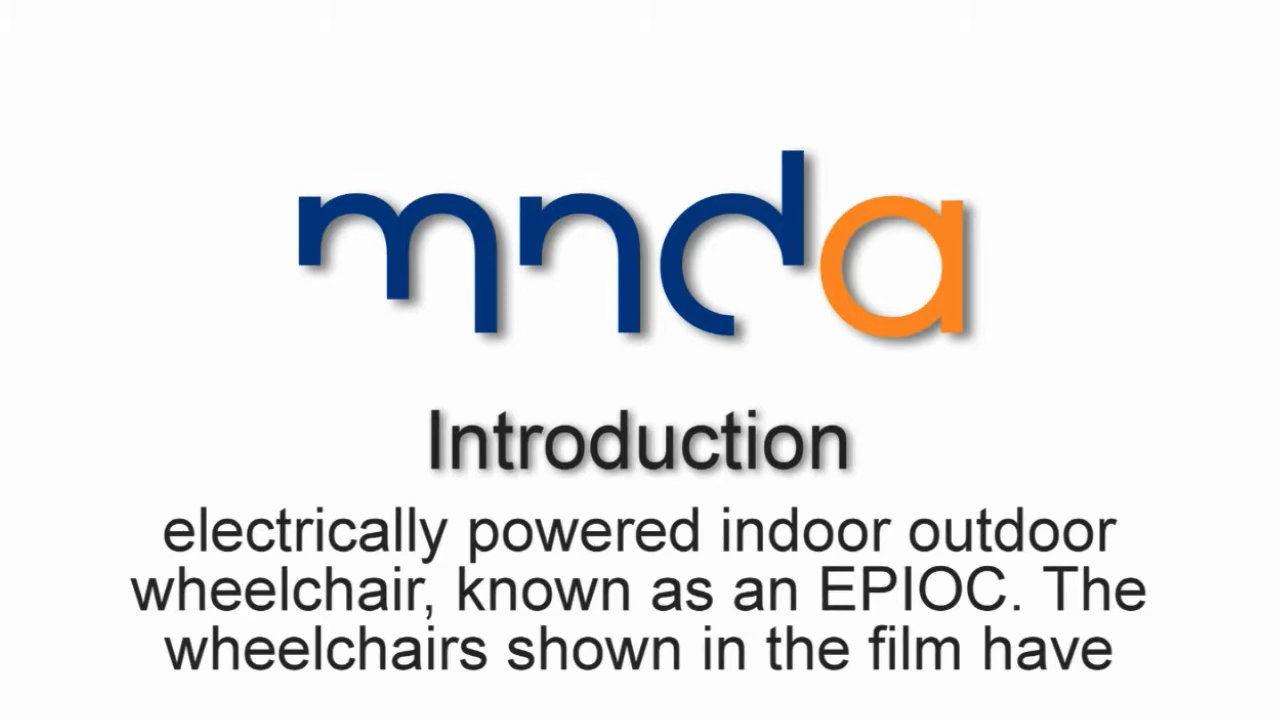 mnda
Introduction
electrically powered indoor outdoor
wheelchair, known as an EPIOC. The
wheelchairs shown in the film have